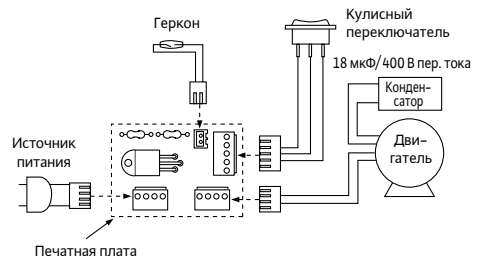 Геркон
Кулисный
переключатель
18 мкФ/400 В пер. тока
Конден-
сатор
Дви-
гатель
Источник
питания
Печатная плата